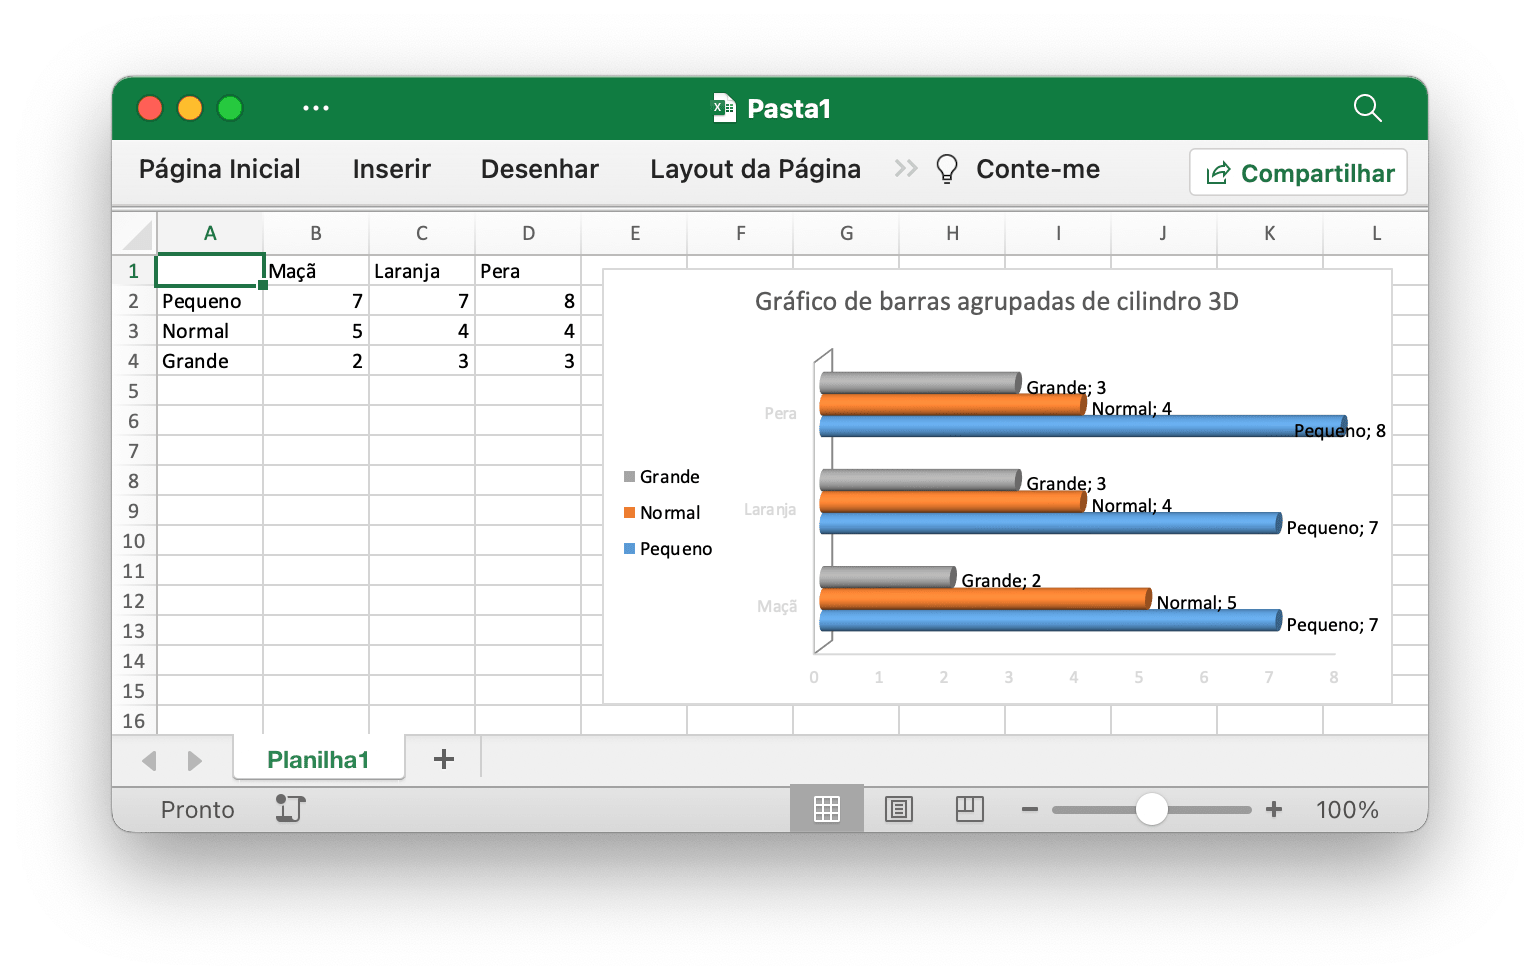 Pasta1
Página Inicial Inserir Desenhar Layout da Página Conte-me Compartilhar
A B C D E F G H I J K L
1 Maçã Laranja Pera
2 Pequeno 7 7 8
3 Normal 5 4 4
4 Grande 2 3 3
5
6
7
8
9
10
11
12
13
14
15
16
Gráfico de barras agrupadas de cilindro 3D
Grande
Normal
Pequeno
Pera
Grande; 3
Normal; 4
Pequeno; 8
Laranja
Grande; 3
Normal; 4
Pequeno; 7
Maçã
Grande; 2
Normal; 5
Pequeno; 7
0 1 2 3 4 5 6 7 8
Planilha1
Pronto 100%